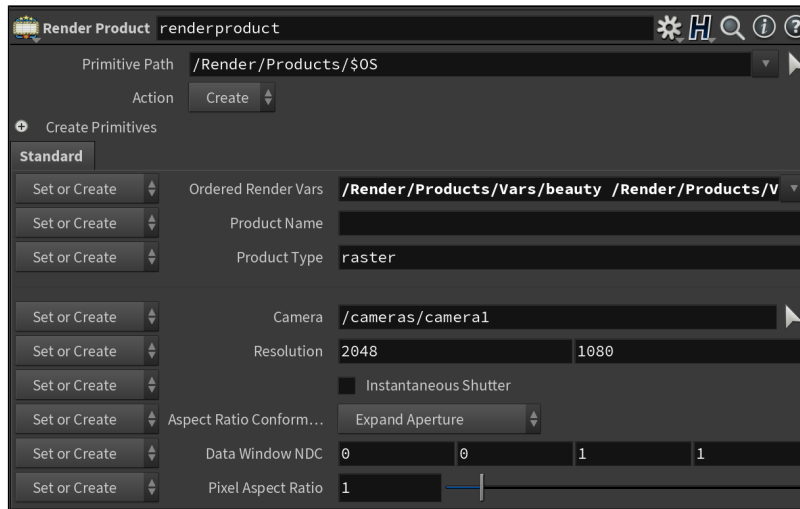 Render Product renderproduct
Primitive Path /Render/Products/$OS
Action Create
Create Primitives
Standard
Set or Create Ordered Render Vars /Render/Products/Vars/beauty /Render/Products/V
Set or Create Product Name
Set or Create Product Type raster
Set or Create Camera /cameras/camera1
Set or Create Resolution 2048 1080
Set or Create Instantaneous Shutter
Set or Create Aspect Ratio Conform... Expand Aperture
Set or Create Data Window NDC 0 0 1 1
Set or Create Pixel Aspect Ratio 1